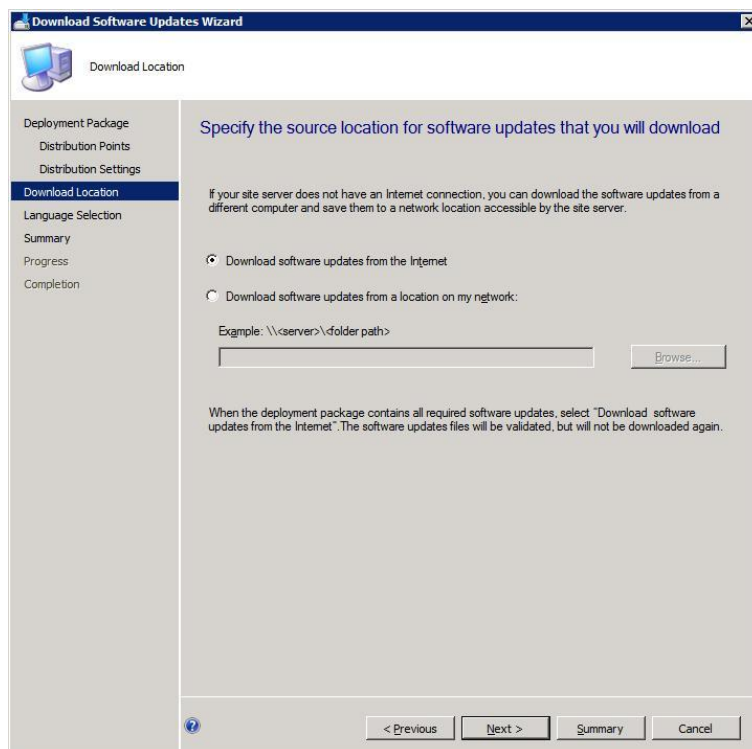 Download Software Updates Wizard
Download Location
Deployment Package
Distribution Points
Distribution Settings
Download Location
Language Selection
Summary
Progress
Completion
Specify the source location for software updates that you will download
If your site server does not have an Internet connection, you can download the software updates from a
different computer and save them to a network location accessible by the site server.
Download software updates from the Internet
Download software updates from a location on my network:
Example: \\<server>\<folder path>
Browse...
When the deployment package contains all required software updates, select "Download software
updates from the Internet".The software updates files will be validated, but will not be downloaded again.
< Previous
Next >
Summary
Cancel